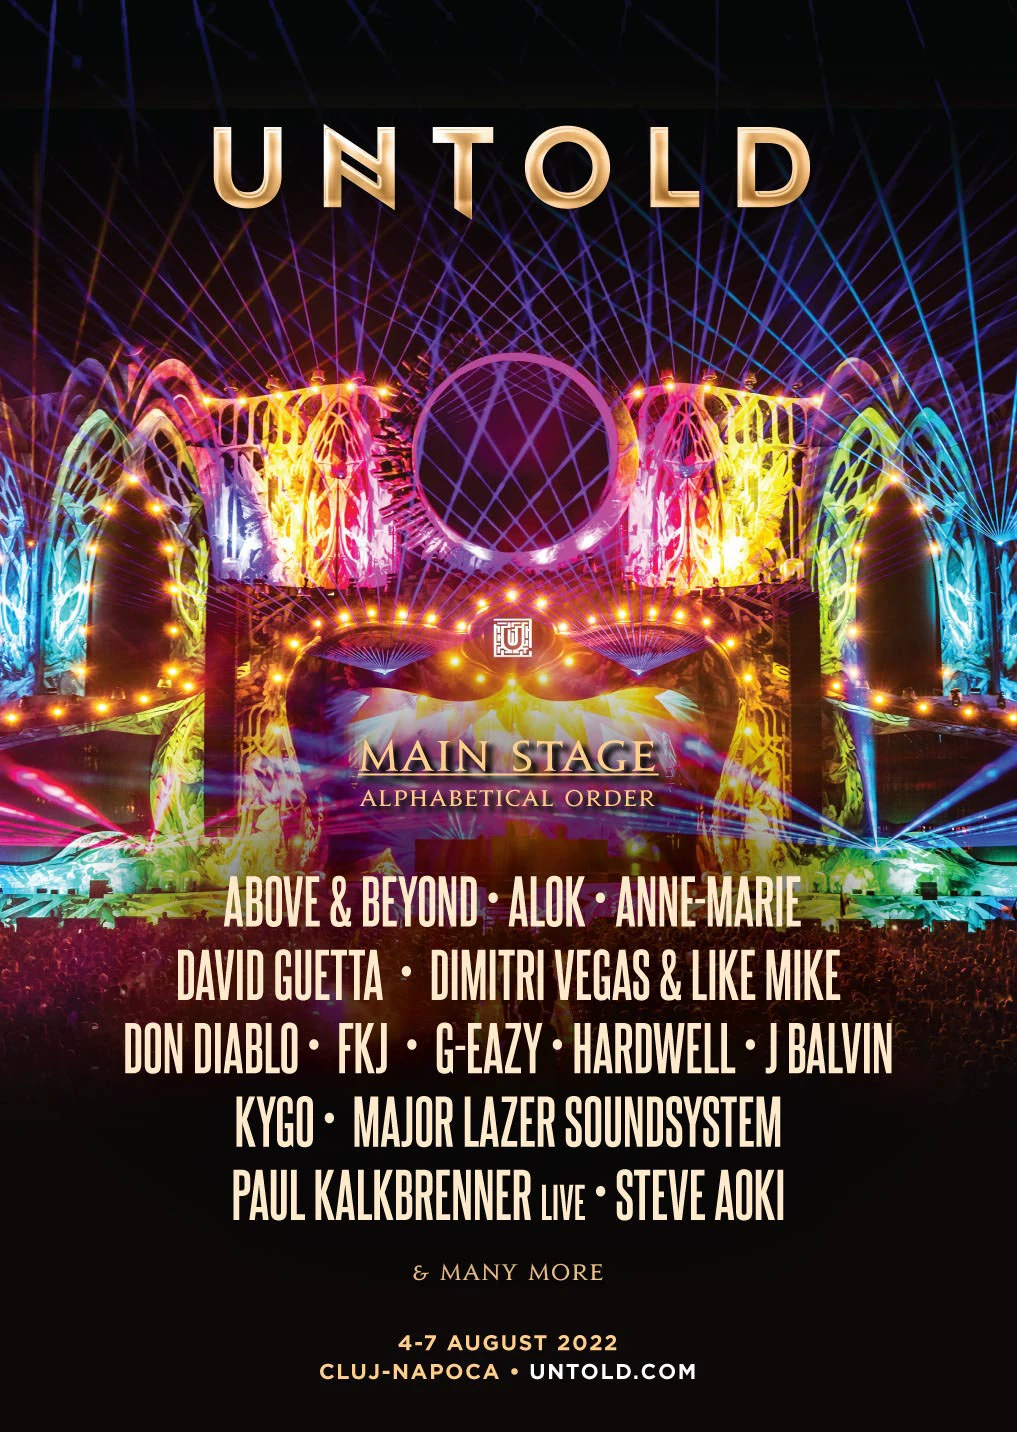 UNTOLD
MAIN STAGE
ALPHABETICAL ORDER
ABOVE & BEYOND • ALOK • ANNE-MARIE
DAVID GUETTA • DIMITRI VEGAS & LIKE MIKE
DON DIABLO • FKJ • G-EAZY • HARDWELL • J BALVIN
KYGO • MAJOR LAZER SOUNDSYSTEM
PAUL KALKBRENNER LIVE • STEVE AOKI
& MANY MORE
4-7 AUGUST 2022
CLUJ-NAPOCA • UNTOLD.COM